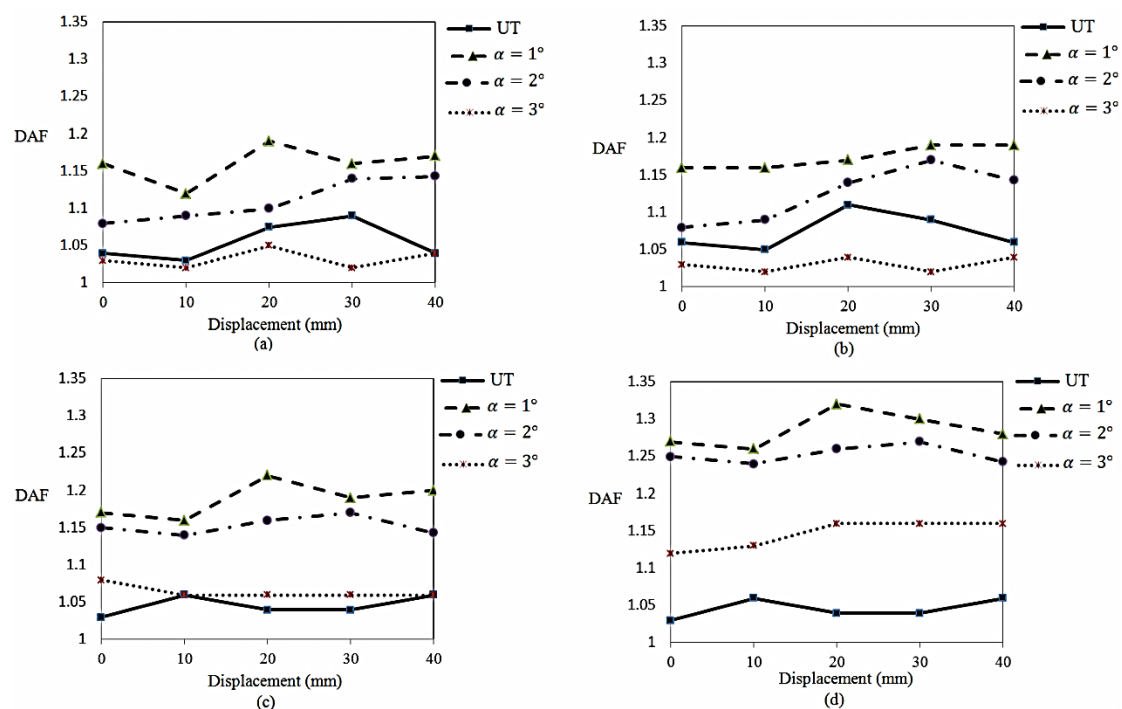 1.35
1.3
1.25
1.2
1.15
1.1
1.05
1
DAF
0 10 20 30 40
Displacement (mm)
(a)
UT
α = 1°
α = 2°
α = 3°
1.35
1.3
1.25
1.2
1.15
1.1
1.05
1
DAF
0 10 20 30 40
Displacement (mm)
(b)
UT
α = 1°
α = 2°
α = 3°
1.35
1.3
1.25
1.2
1.15
1.1
1.05
1
DAF
0 10 20 30 40
Displacement (mm)
(c)
UT
α = 1°
α = 2°
α = 3°
1.35
1.3
1.25
1.2
1.15
1.1
1.05
1
DAF
0 10 20 30 40
Displacement (mm)
(d)
UT
α = 1°
α = 2°
α = 3°